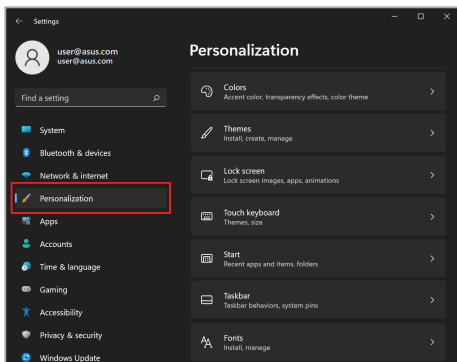 Settings
user@asus.com
user@asus.com
Find a setting
System
Bluetooth & devices
Network & internet
Personalization
Apps
Accounts
Time & language
Gaming
Accessibility
Privacy & security
Windows Update
Personalization
Colors
Accent color, transparency effects, color theme
Themes
Install, create, manage
Lock screen
Lock screen images, apps, animations
Touch keyboard
Themes, size
Start
Recent apps and items, folders
Taskbar
Taskbar behaviors, system pins
Fonts
Install, manage